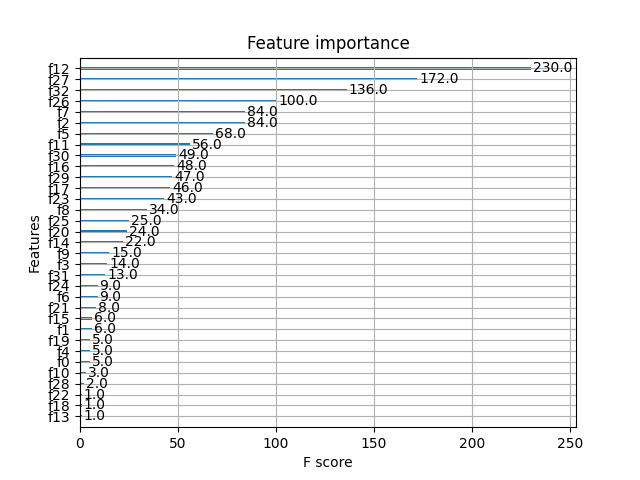 Feature importance
f12 230.0
f27 172.0
f32 136.0
f26 100.0
f7 84.0
f2 84.0
f5 68.0
f11 56.0
f30 49.0
f16 48.0
f29 47.0
f17 46.0
f23 43.0
f8 34.0
f25 25.0
f20 24.0
f14 22.0
f9 15.0
f3 14.0
f31 13.0
f24 9.0
f6 9.0
f21 8.0
f15 6.0
f1 6.0
f19 5.0
f4 5.0
f0 5.0
f10 3.0
f28 2.0
f22 1.0
f18 1.0
f13 1.0
Features
0 50 100 150 200 250
F score